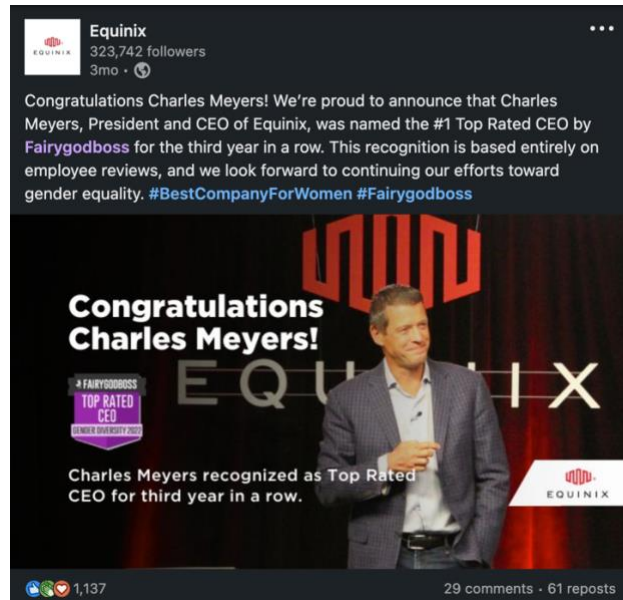 EQUINIX
Equinix
323,742 followers
3mo •
Congratulations Charles Meyers! We're proud to announce that Charles
Meyers, President and CEO of Equinix, was named the #1 Top Rated CEO by
Fairygodboss for the third year in a row. This recognition is based entirely on
employee reviews, and we look forward to continuing our efforts toward
gender equality. #BestCompanyForWomen #Fairygodboss
Congratulations
Charles Meyers!
EQU IX
FAIRYGODBOSS
TOP RATED
CEO
GENDER DIVERSITY 2022
Charles Meyers recognized as Top Rated
CEO for third year in a row.
EQUINIX
1,137
29 comments • 61 reposts